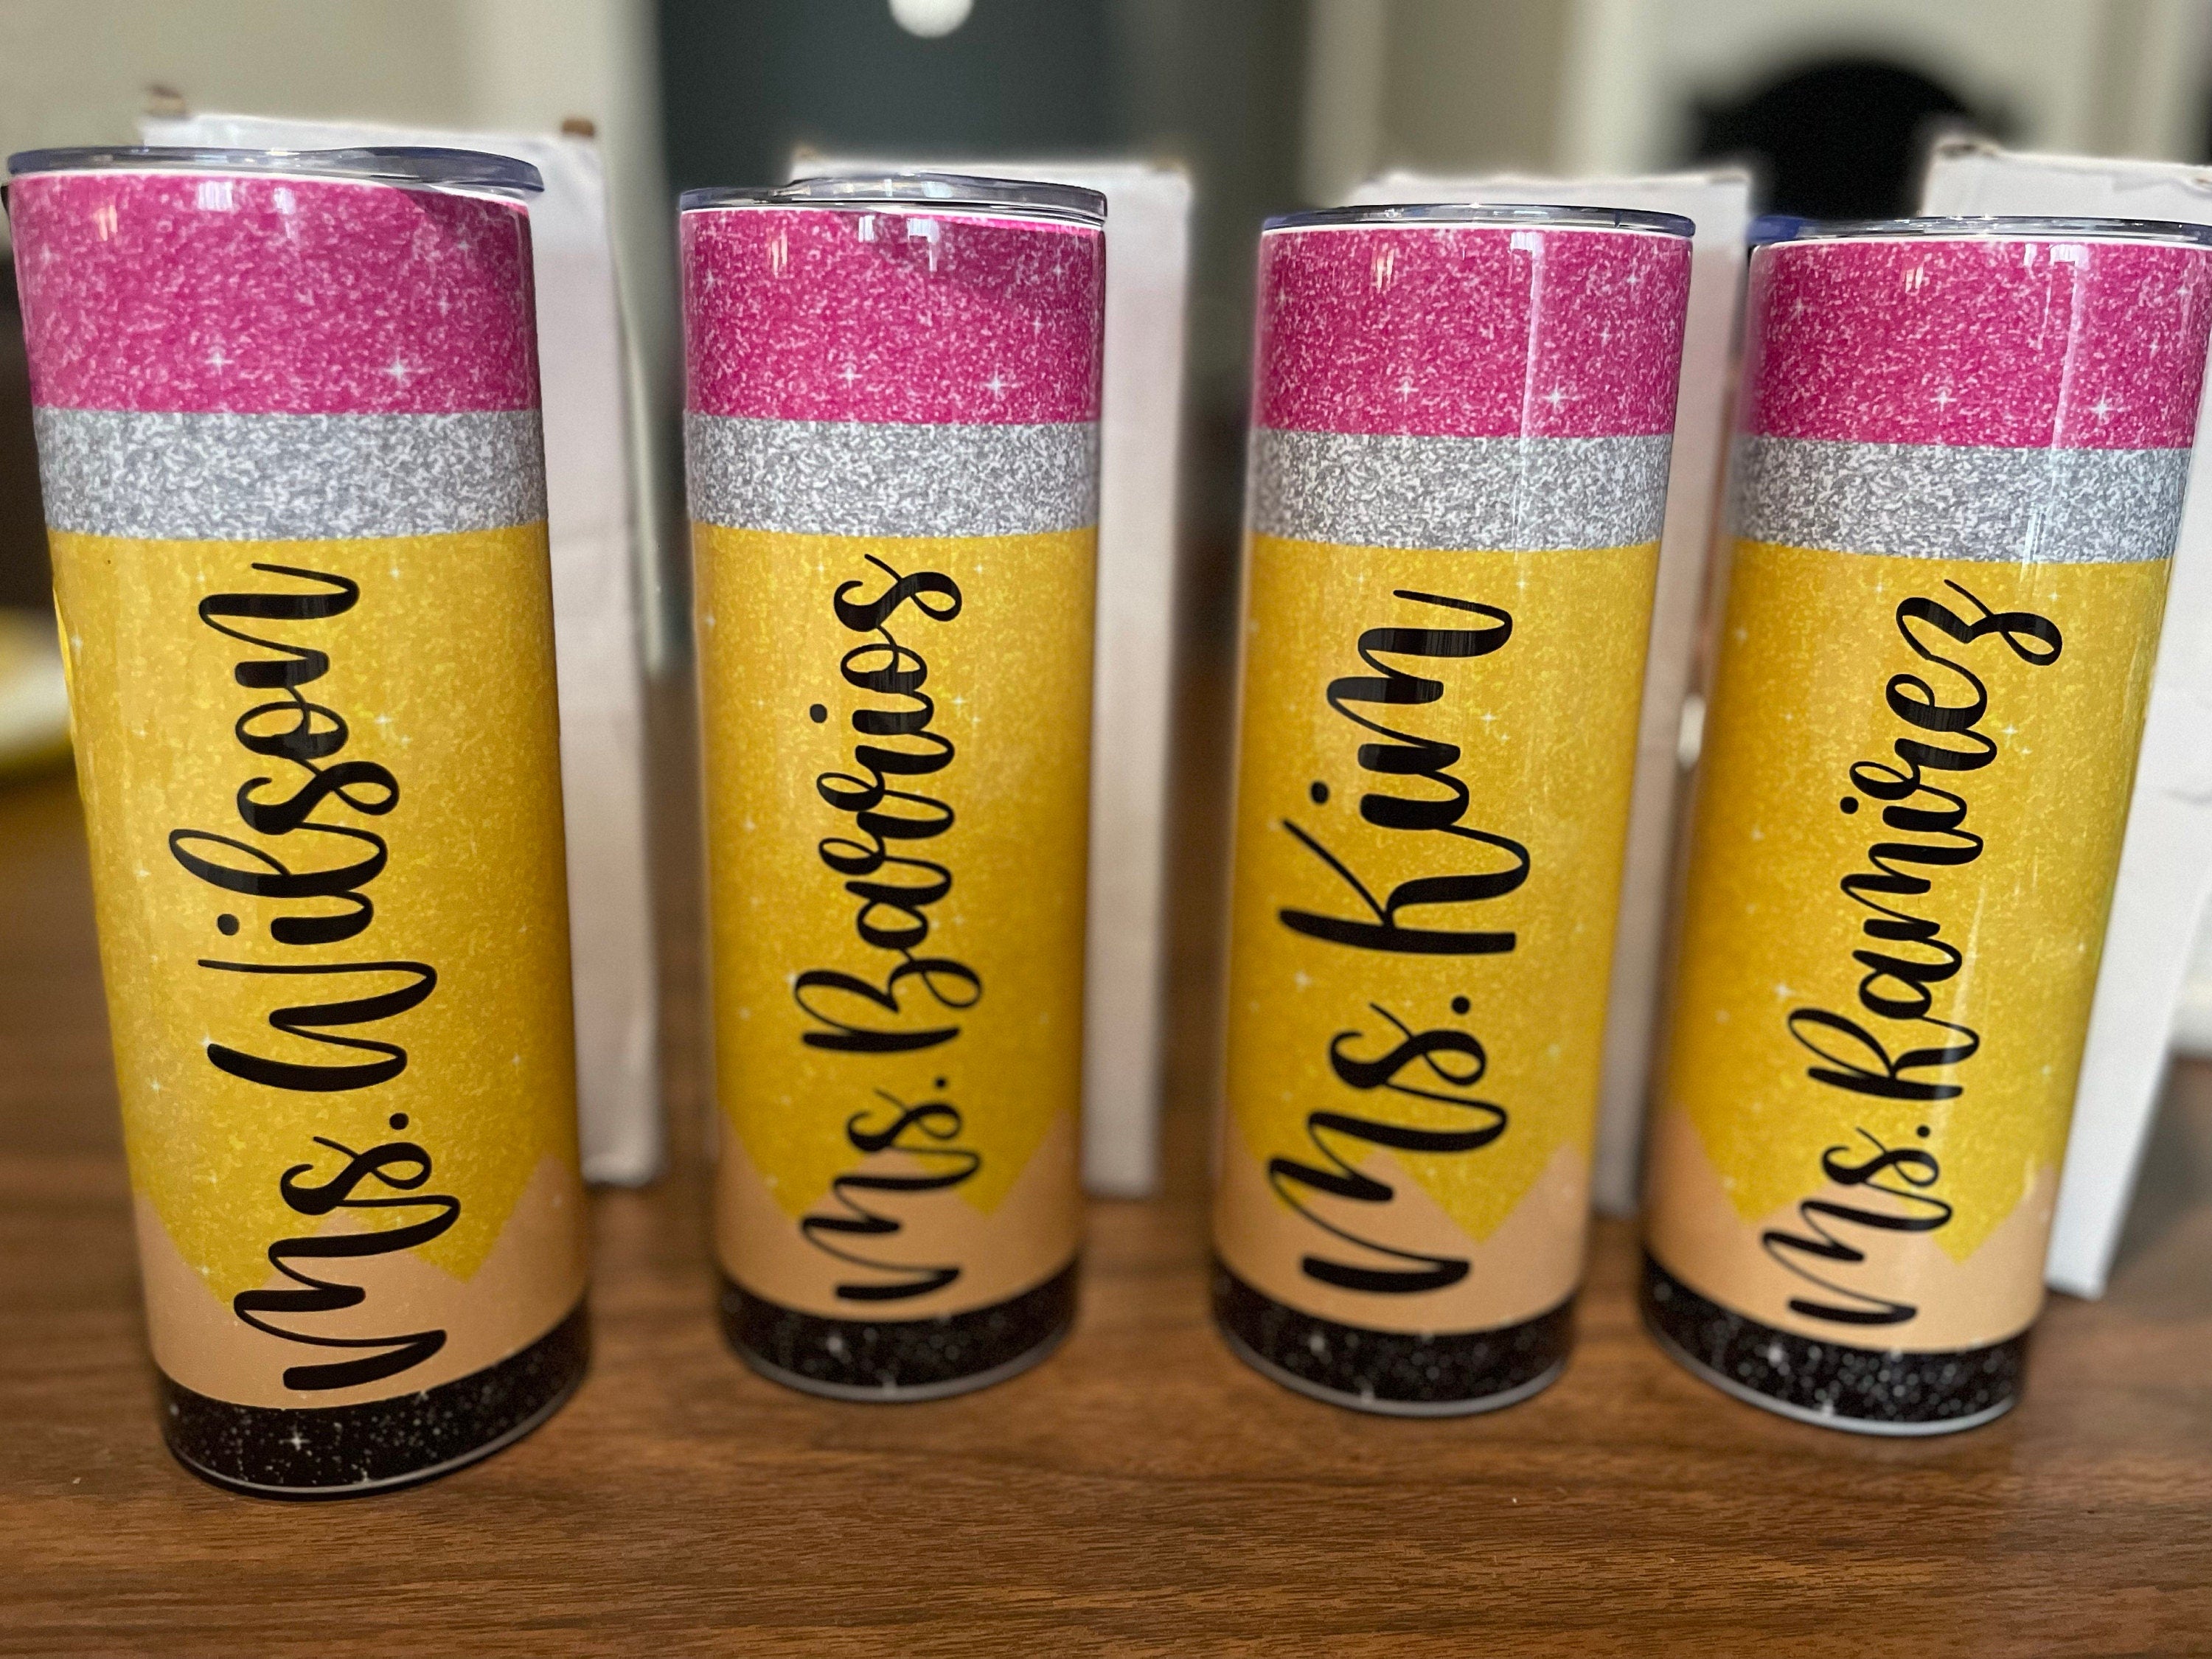 Ms. Wilson
Ms. Barrios
Ms. Kim
Ms. Ramirez